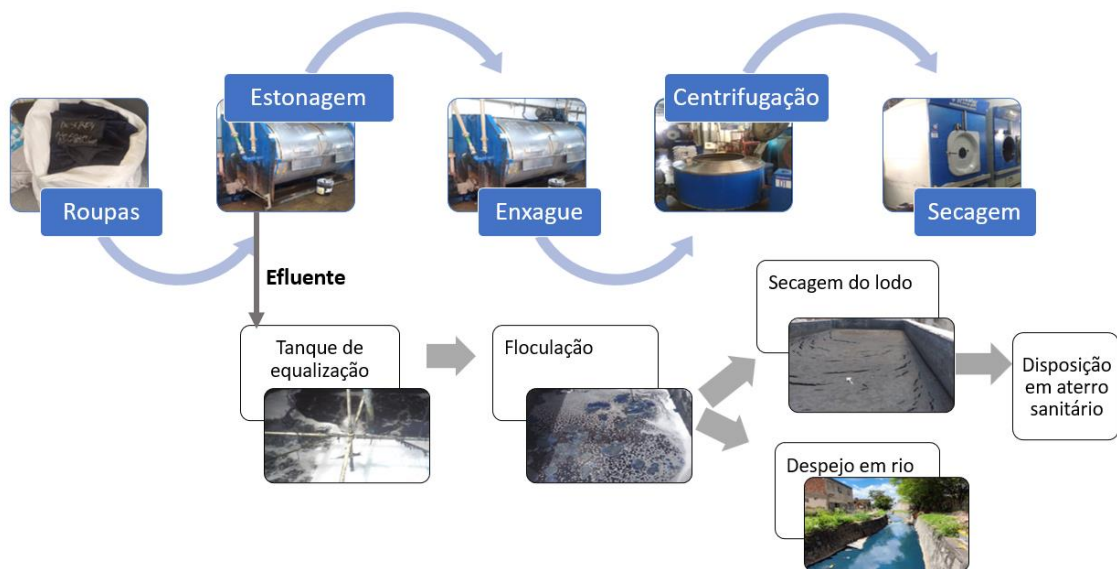 Estonagem
Centrifugação
Roupas
Enxague
Secagem
Efluente
Secagem do lodo
Tanque de
equalização
Floculação
Disposição
em aterro
sanitário
Despejo em rio